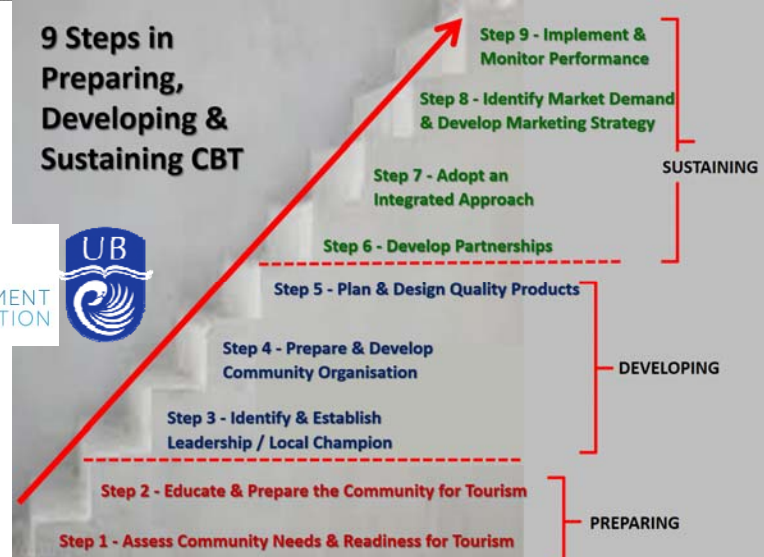 9 Steps in
Preparing,
Developing &
Sustaining CBT
Step 9 - Implement &
Monitor Performance
Step 8 - Identify Market Demand
& Develop Marketing Strategy
SUSTAINING
Step 7 - Adopt an
Integrated Approach
Step 6 - Develop Partnerships
UB
Step 5 - Plan & Design Quality Products
Step 4 - Prepare & Develop
Community Organisation
DEVELOPING
Step 3 - Identify & Establish
Leadership / Local Champion
Step 2 - Educate & Prepare the Community for Tourism
PREPARING
Step 1 - Assess Community Needs & Readiness for Tourism